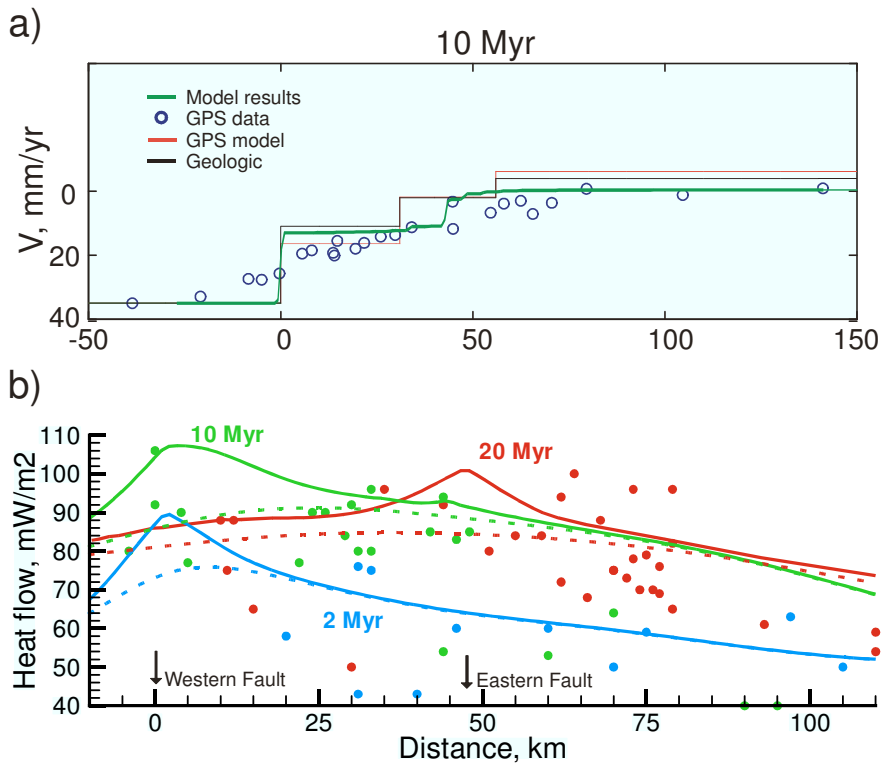 a)
10 Myr
Model results
GPS data
GPS model
Geologic
V, mm/yr
0
20
40
-50 0 50 100 150
b)
10 Myr
20 Myr
2 Myr
Heat flow, mW/m2
110
100
90
80
70
60
50
40
Western Fault
Eastern Fault
0 25 50 75 100
Distance, km